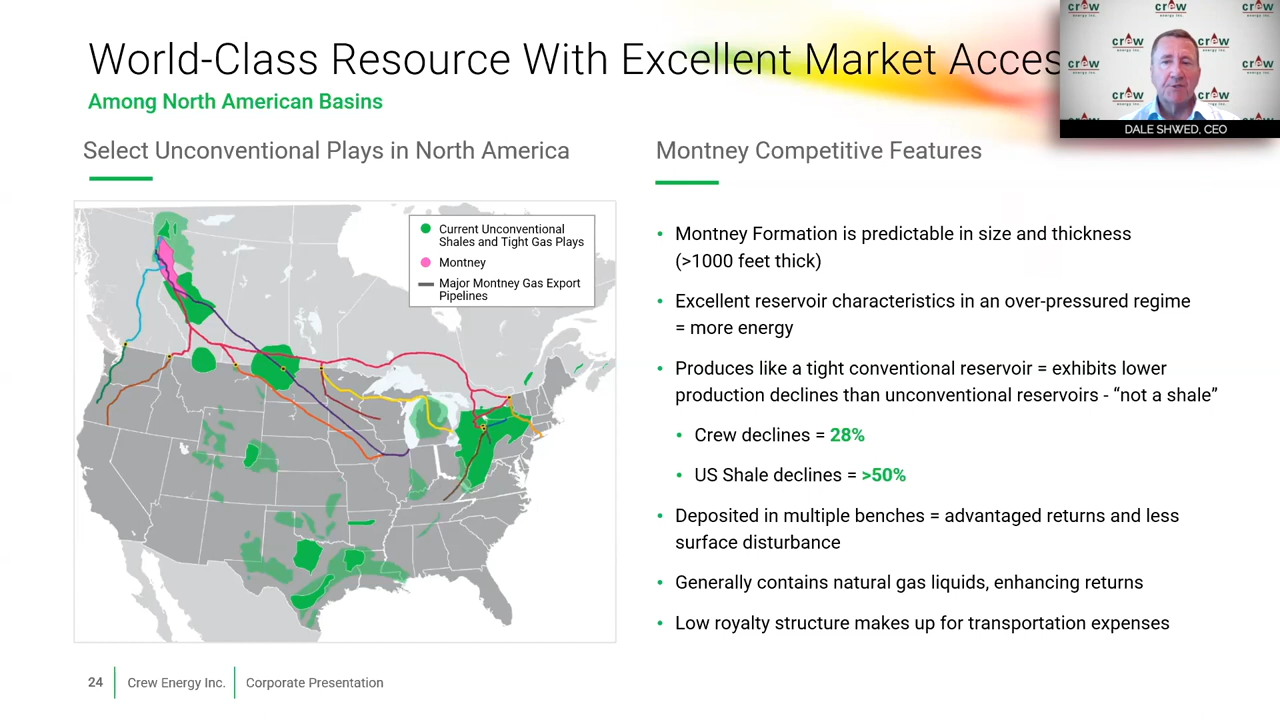 World-Class Resource With Excellent Market Acces
Among North American Basins
Select Unconventional Plays in North America
Current Unconventional
Shales and Tight Gas Plays
Montney
Major Montney Gas Export
Pipelines
Montney Competitive Features
• Montney Formation is predictable in size and thickness
(>1000 feet thick)
• Excellent reservoir characteristics in an over-pressured regime
= more energy
• Produces like a tight conventional reservoir = exhibits lower
production declines than unconventional reservoirs - “not a shale”
• Crew declines = 28%
• US Shale declines = >50%
• Deposited in multiple benches = advantaged returns and less
surface disturbance
• Generally contains natural gas liquids, enhancing returns
• Low royalty structure makes up for transportation expenses
24 Crew Energy Inc. Corporate Presentation
crew
energy inc.
DALE SHWED, CEO